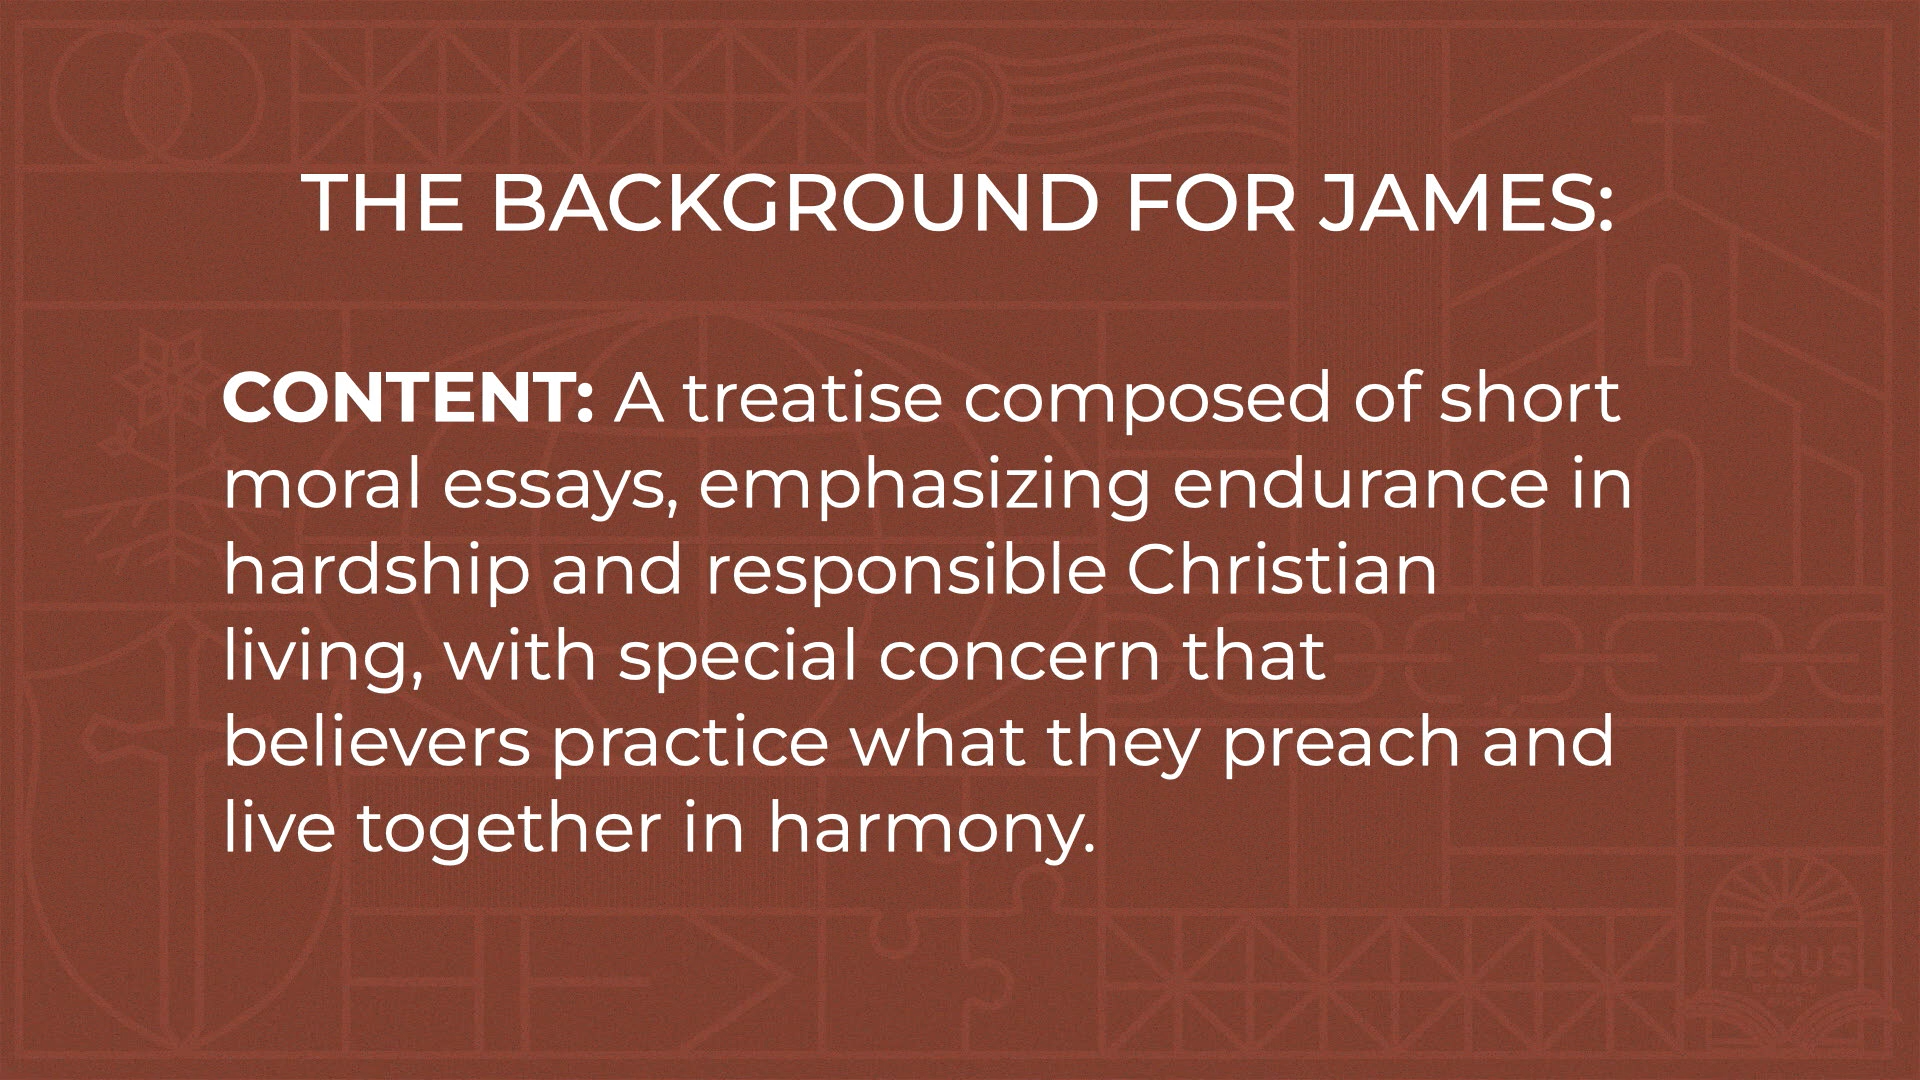 THE BACKGROUND FOR JAMES:
CONTENT: A treatise composed of short
moral essays, emphasizing endurance in
hardship and responsible Christian
living, with special concern that
believers practice what they preach and
live together in harmony.
JESUS